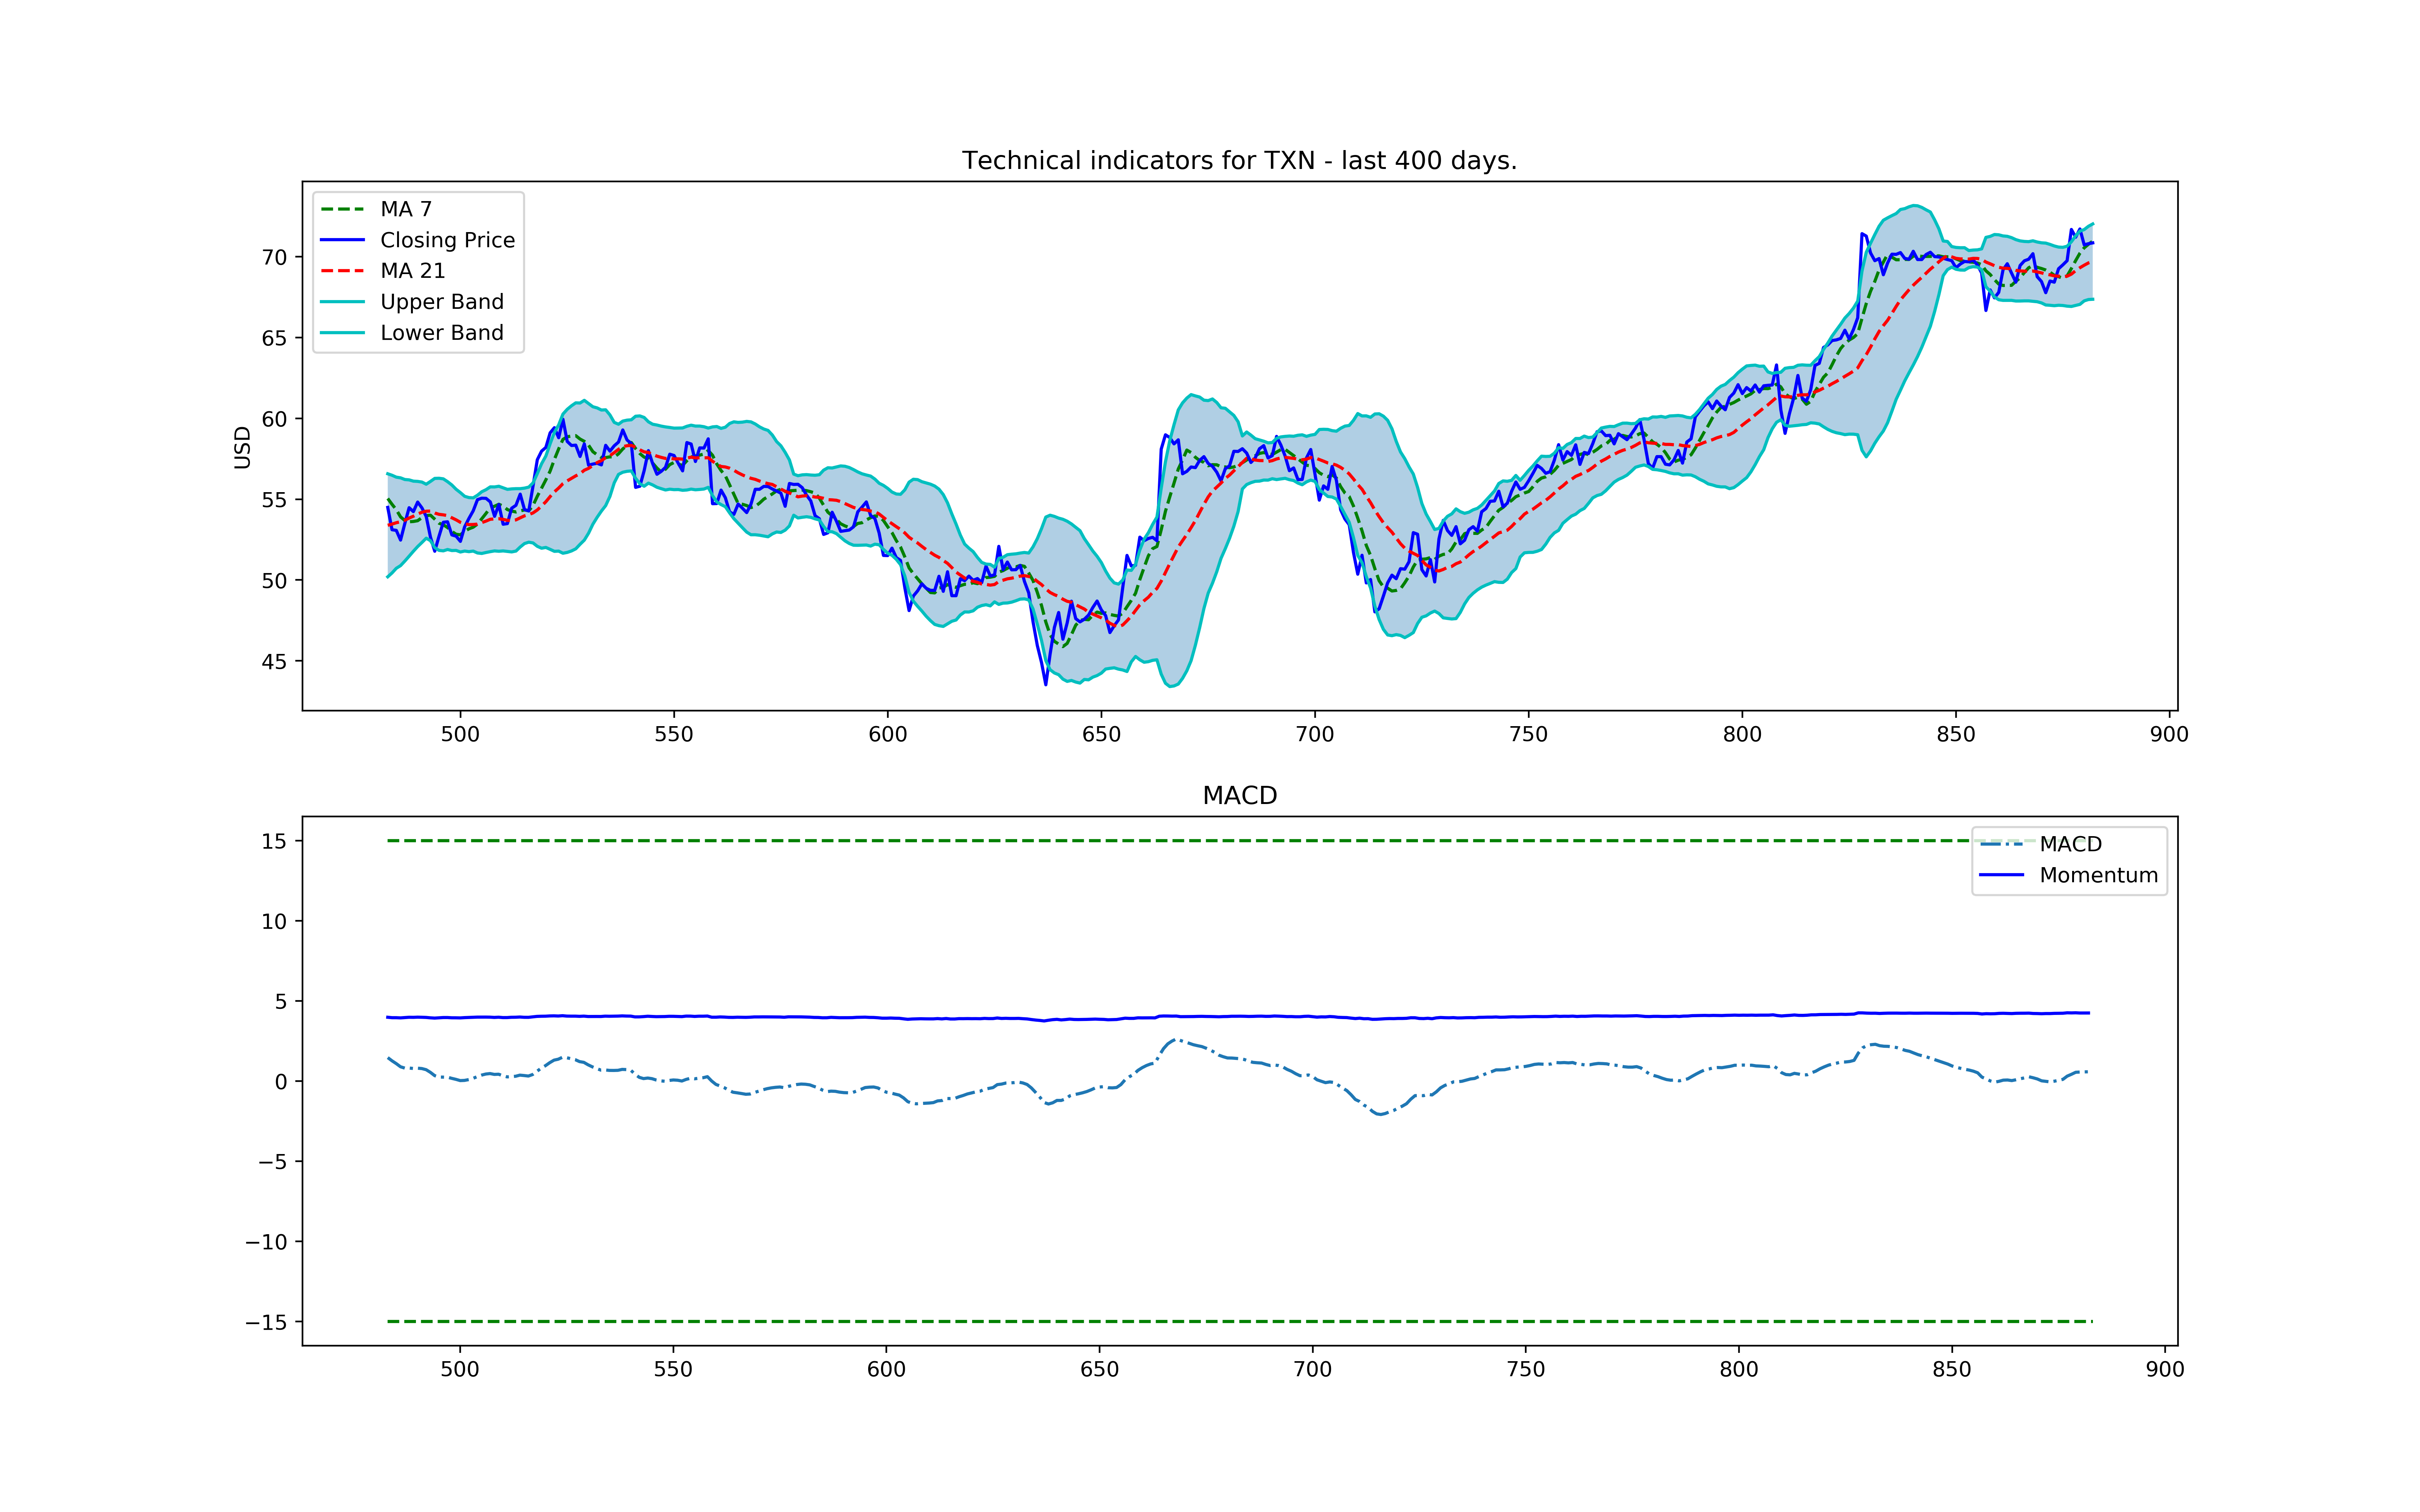 Technical indicators for TXN - last 400 days.
MA 7
Closing Price
MA 21
Upper Band
Lower Band
USD
70
65
60
55
50
45
500 550 600 650 700 750 800 850 900
MACD
MACD
Momentum
15
10
5
0
−5
−10
−15
500 550 600 650 700 750 800 850 900